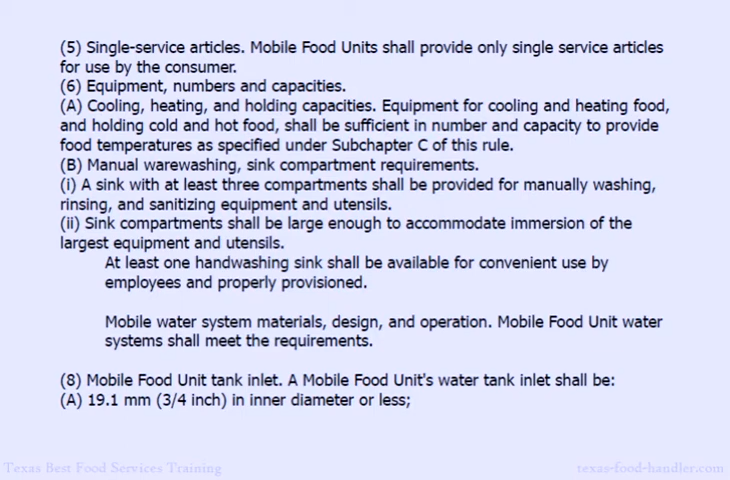 (5) Single-service articles. Mobile Food Units shall provide only single service articles
for use by the consumer.
(6) Equipment, numbers and capacities.
(A) Cooling, heating, and holding capacities. Equipment for cooling and heating food,
and holding cold and hot food, shall be sufficient in number and capacity to provide
food temperatures as specified under Subchapter C of this rule.
(B) Manual warewashing, sink compartment requirements.
(i) A sink with at least three compartments shall be provided for manually washing,
rinsing, and sanitizing equipment and utensils.
(ii) Sink compartments shall be large enough to accommodate immersion of the
largest equipment and utensils.
At least one handwashing sink shall be available for convenient use by
employees and properly provisioned.
Mobile water system materials, design, and operation. Mobile Food Unit water
systems shall meet the requirements.
(8) Mobile Food Unit tank inlet. A Mobile Food Unit's water tank inlet shall be:
(A) 19.1 mm (3/4 inch) in inner diameter or less;
Texas Best Food Services Training
texas-food-handler.com